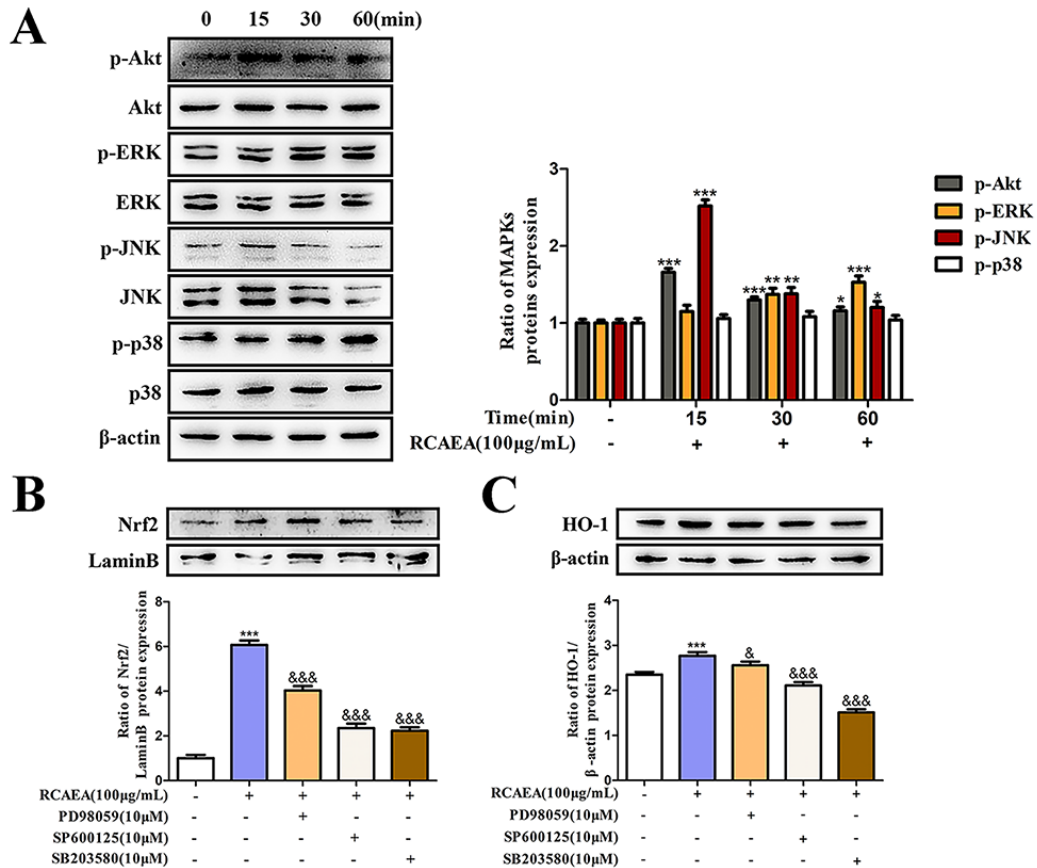 A
0 15 30 60(min)
p-Akt
Akt
p-ERK
ERK
p-JNK
JNK
p-p38
p38
β-actin
Ratio of MAPKs
proteins expression
3
2
1
0
*** *** *** ** ** * *** *
p-Akt
p-ERK
p-JNK
p-p38
Time(min) - 15 30 60
RCAEA(100μg/mL) - + + +
B
Nrf2
LaminB
Ratio of Nrf2/
LaminB protein expression
8
6
4
2
0
*** &&& &&& &&&
RCAEA(100μg/mL) - + + + +
PD98059(10μM) - - + - -
SP600125(10μM) - - - + -
SB203580(10μM) - - - - +
C
HO-1
β-actin
Ratio of HO-1/
β-actin protein expression
4
3
2
1
0
*** & &&& &&&
RCAEA(100μg/mL) - + + + +
PD98059(10μM) - - + - -
SP600125(10μM) - - - + -
SB203580(10μM) - - - - +